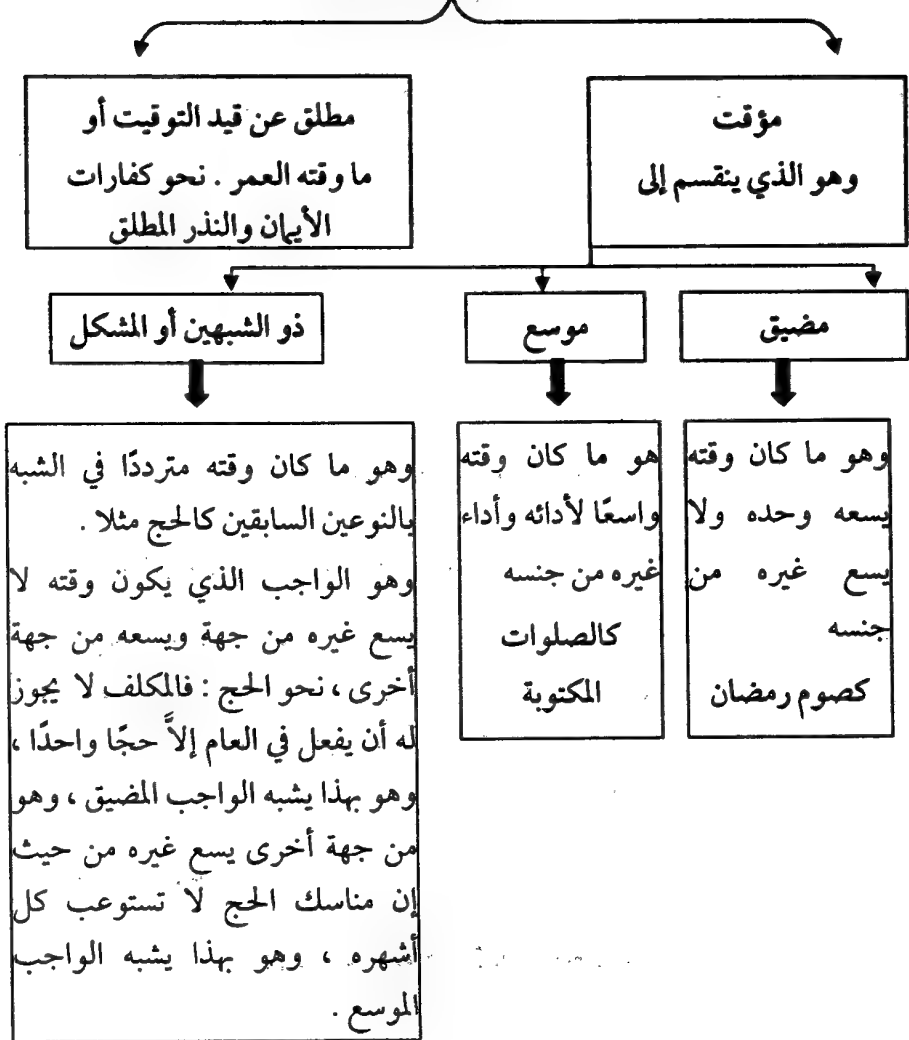 مؤقت
وهو الذي ينقسم إلى
مطلق عن قيد التوقيت أو
ما وقته العمر . نحو كفارات
الأيمان والنذر المطلق
مضيق
موسع
ذو الشبهين أو المشكل
وهو ما كان وقته
يسعه وحده ولا
يسع غيره من
جنسه
كصوم رمضان
هو ما كان وقته
واسعًا لأدائه وأداء
غيره من جنسه
كالصلوات
المكتوبة
وهو ما كان وقته مترددًا في الشبه
بالنوعين السابقين كالحج مثلا .
وهو الواجب الذي يكون وقته لا
يسع غيره من جهة ويسعه من جهة
أخرى ، نحو الحج : فالمكلف لا يجوز
له أن يفعل في العام إلاَّ حجًا واحدًا ،
وهو بهذا يشبه الواجب المضيق ، وهو
من جهة أخرى يسع غيره من حيث
إن مناسك الحج لا تستوعب كل
أشهره ، وهو بهذا يشبه الواجب
الموسع .